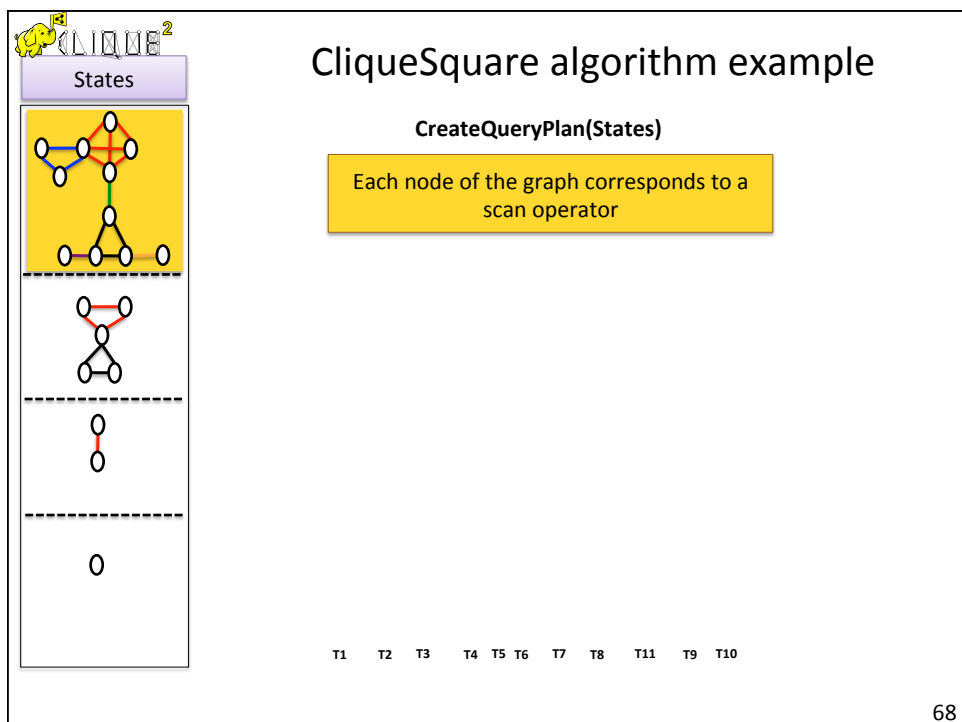 CLIQUE2
States
CliqueSquare algorithm example
CreateQueryPlan(States)
Each node of the graph corresponds to a
scan operator
T1 T2 T3 T4 T5 T6 T7 T8 T11 T9 T10
68